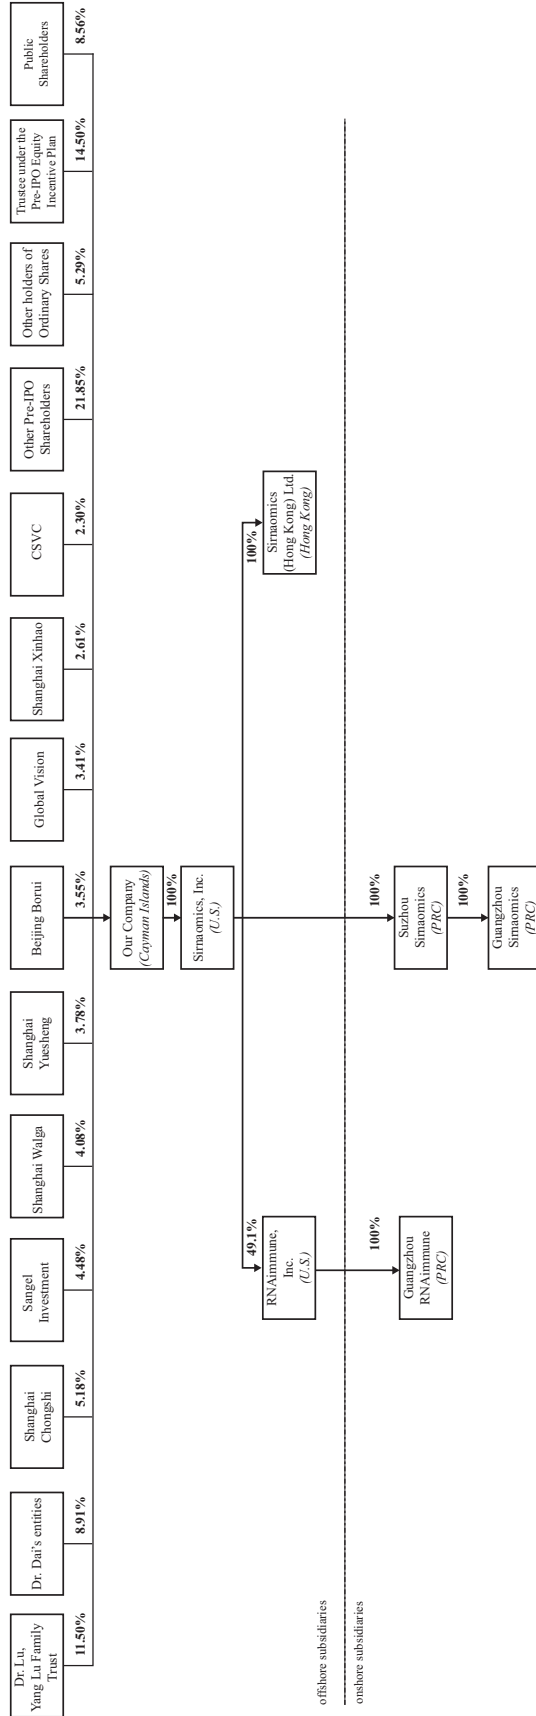 Dr. Lu,
Yang Lu Family
Trust
11.50%
Dr. Dai's entities
8.91%
Shanghai
Chongshi
5.18%
Sangel
Investment
4.48%
Shanghai Walga
4.08%
Shanghai
Yuesheng
3.78%
Beijing Borui
3.55%
Global Vision
3.41%
Shanghai Xinhao
2.61%
CSVC
2.30%
Other Pre-IPO
Shareholders
21.85%
Other holders of
Ordinary Shares
5.29%
Trustee under the
Pre-IPO Equity
Incentive Plan
14.50%
Public
Shareholders
8.56%
Our Company
(Cayman Islands)
100%
Sirnaomics, Inc.
(U.S.)
49.1%
100%
RNAimmune,
Inc.
(U.S.)
Sirnaomics
(Hong Kong) Ltd.
(Hong Kong)
offshore subsidiaries
onshore subsidiaries
100%
100%
Guangzhou
RNAimmune
(PRC)
Suzhou
Sirnaomics
(PRC)
100%
Guangzhou
Sirnaomics
(PRC)